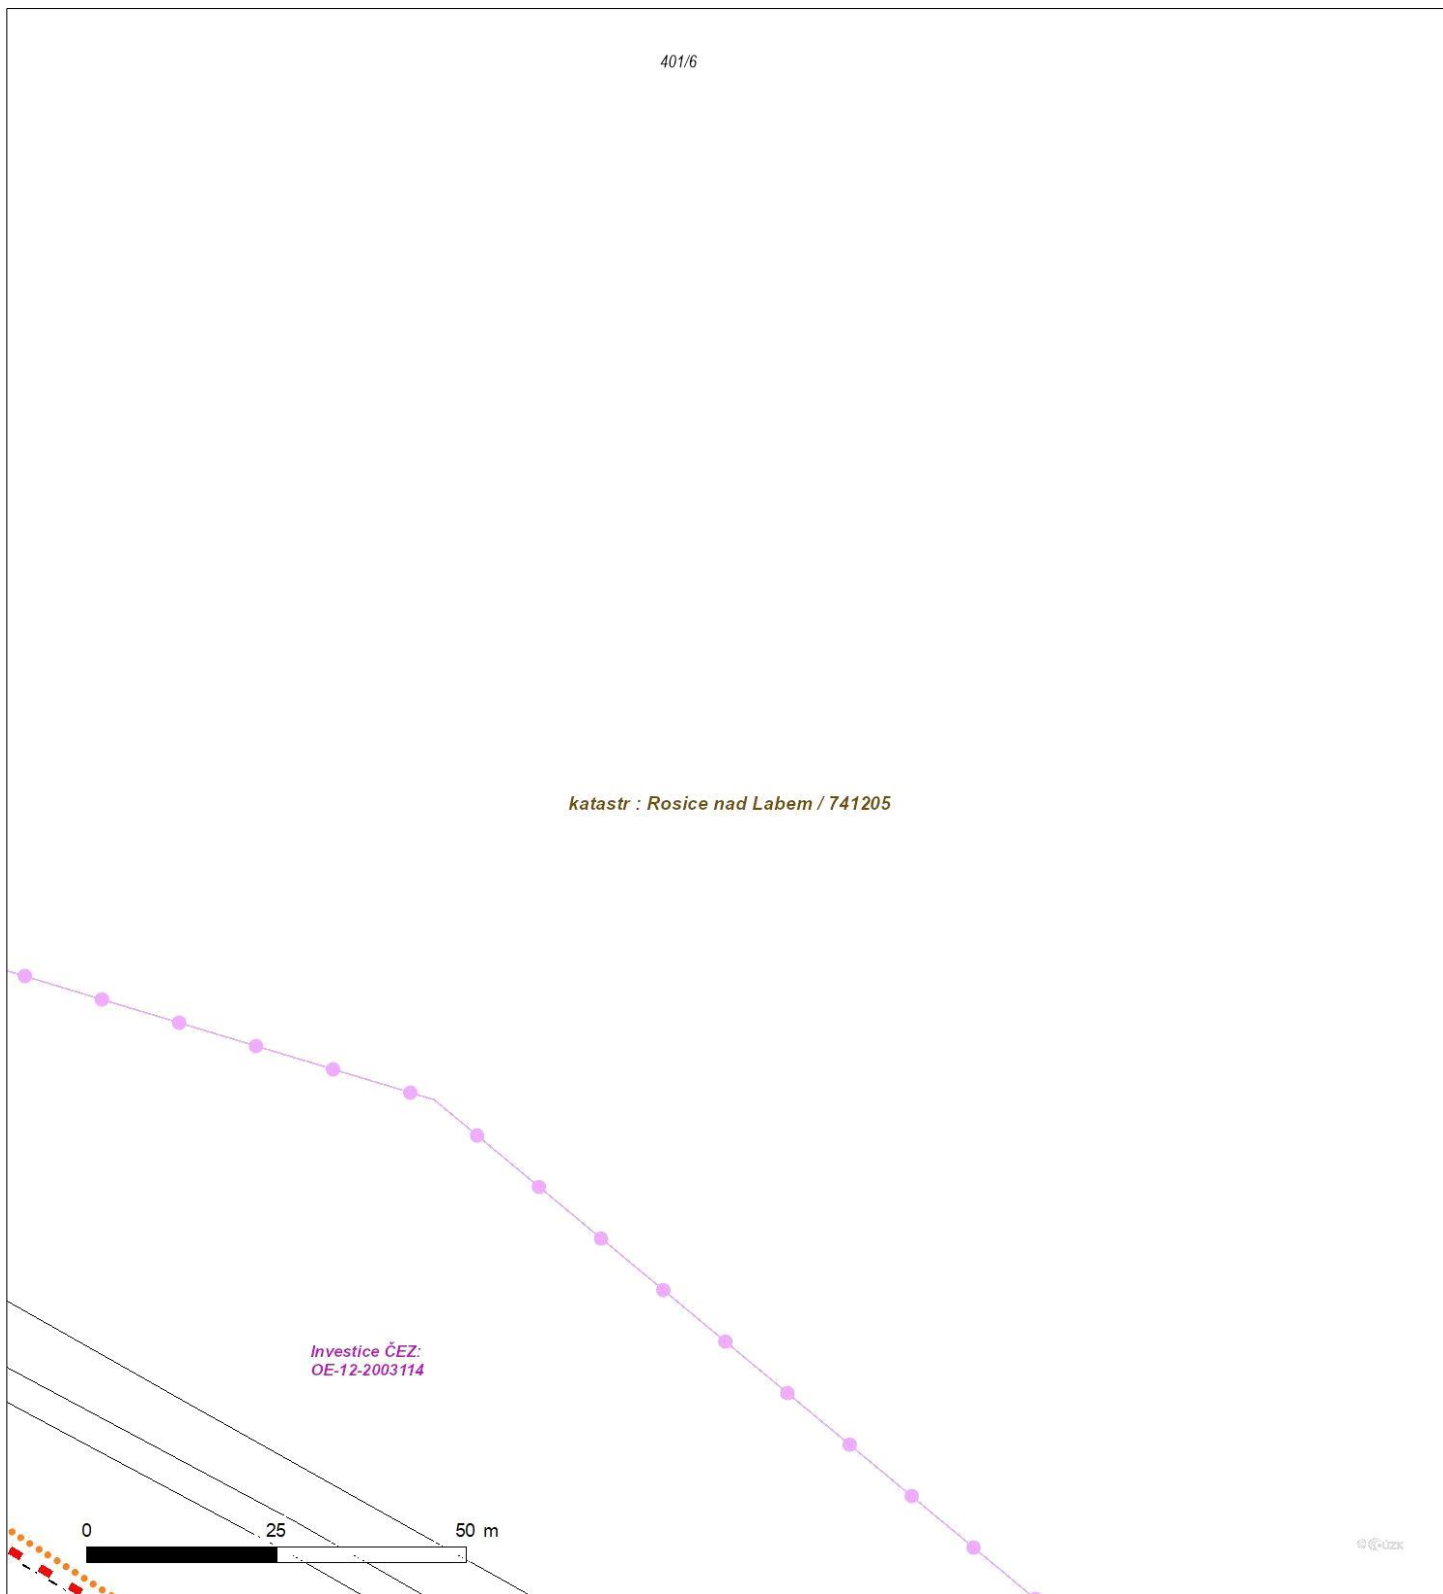 401/6
katastr : Rosice nad Labem / 741205
Investice ČEZ:
OE-12-2003114
0 25 50 m